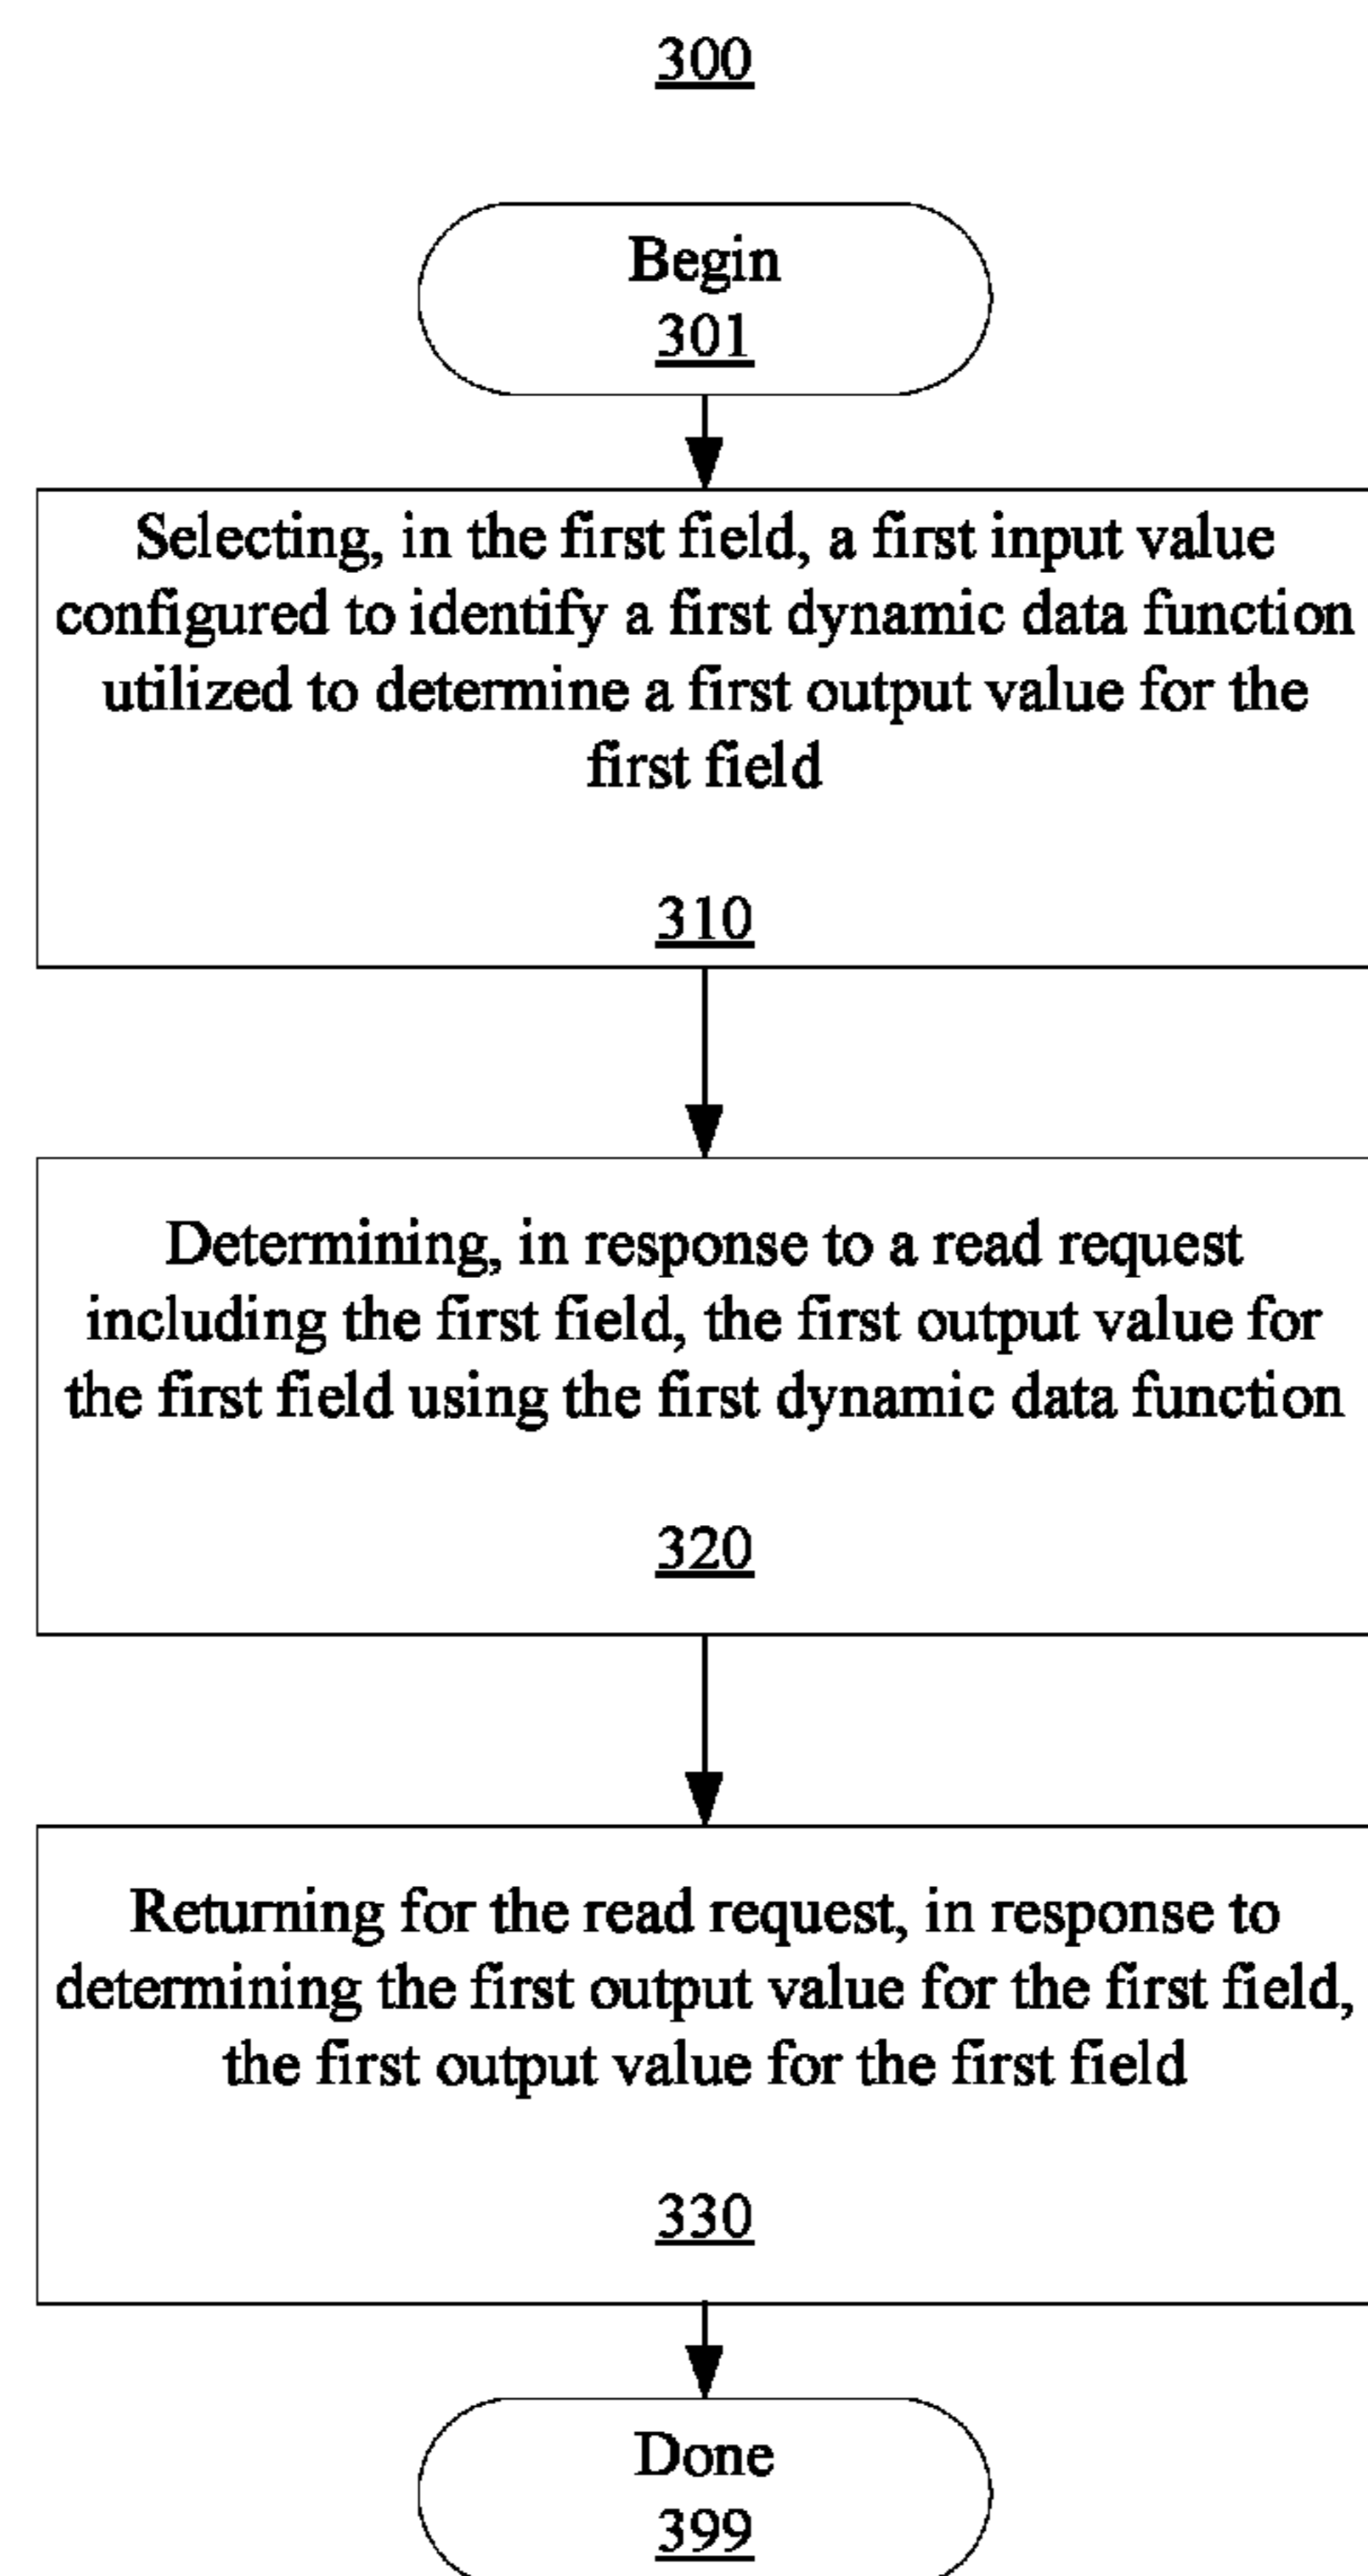 300
Begin
301
Selecting, in the first field, a first input value
configured to identify a first dynamic data function
utilized to determine a first output value for the
first field
310
Determining, in response to a read request
including the first field, the first output value for
the first field using the first dynamic data function
320
Returning for the read request, in response to
determining the first output value for the first field,
the first output value for the first field
330
Done
399